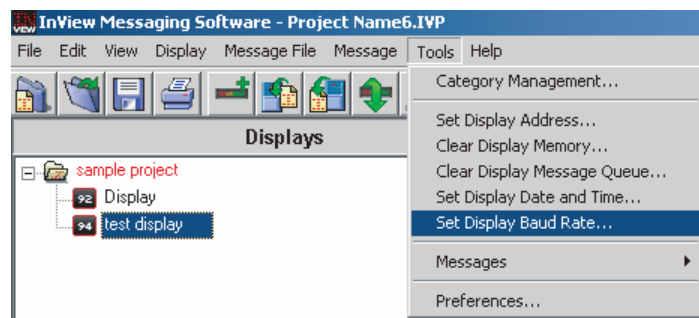 InView Messaging Software - Project Name6.IVP
File Edit View Display Message File Message Tools Help
Displays
sample project
92 Display
94 test display
Category Management...
Set Display Address...
Clear Display Memory...
Clear Display Message Queue...
Set Display Date and Time...
Set Display Baud Rate...
Messages
Preferences...